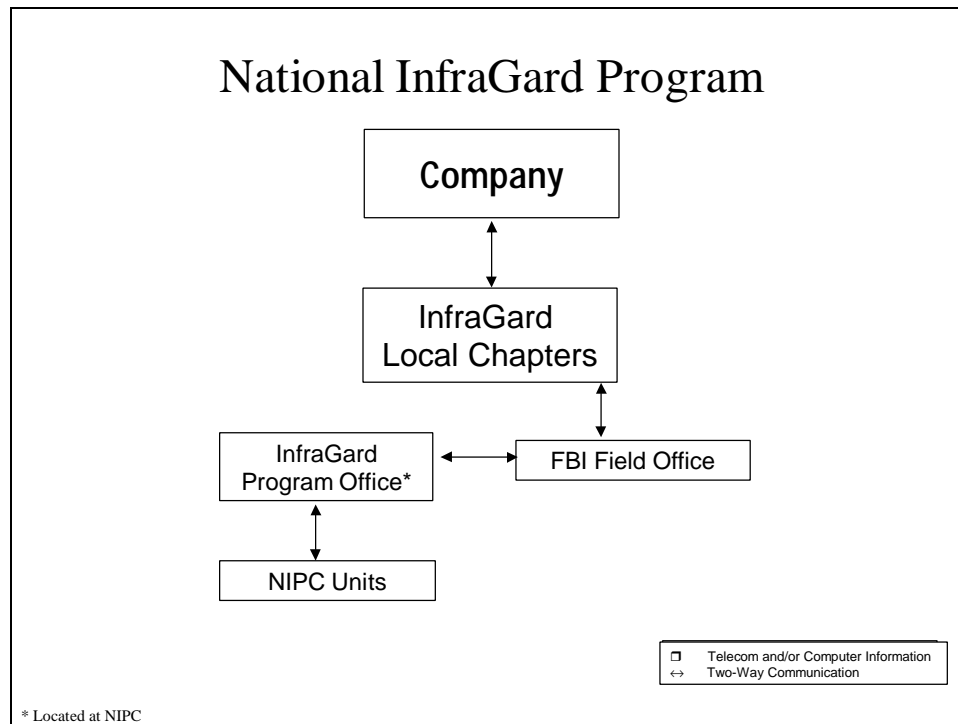 National InfraGard Program
Company
InfraGard
Local Chapters
InfraGard
Program Office*
FBI Field Office
NIPC Units
❒ Telecom and/or Computer Information
↔ Two-Way Communication
* Located at NIPC